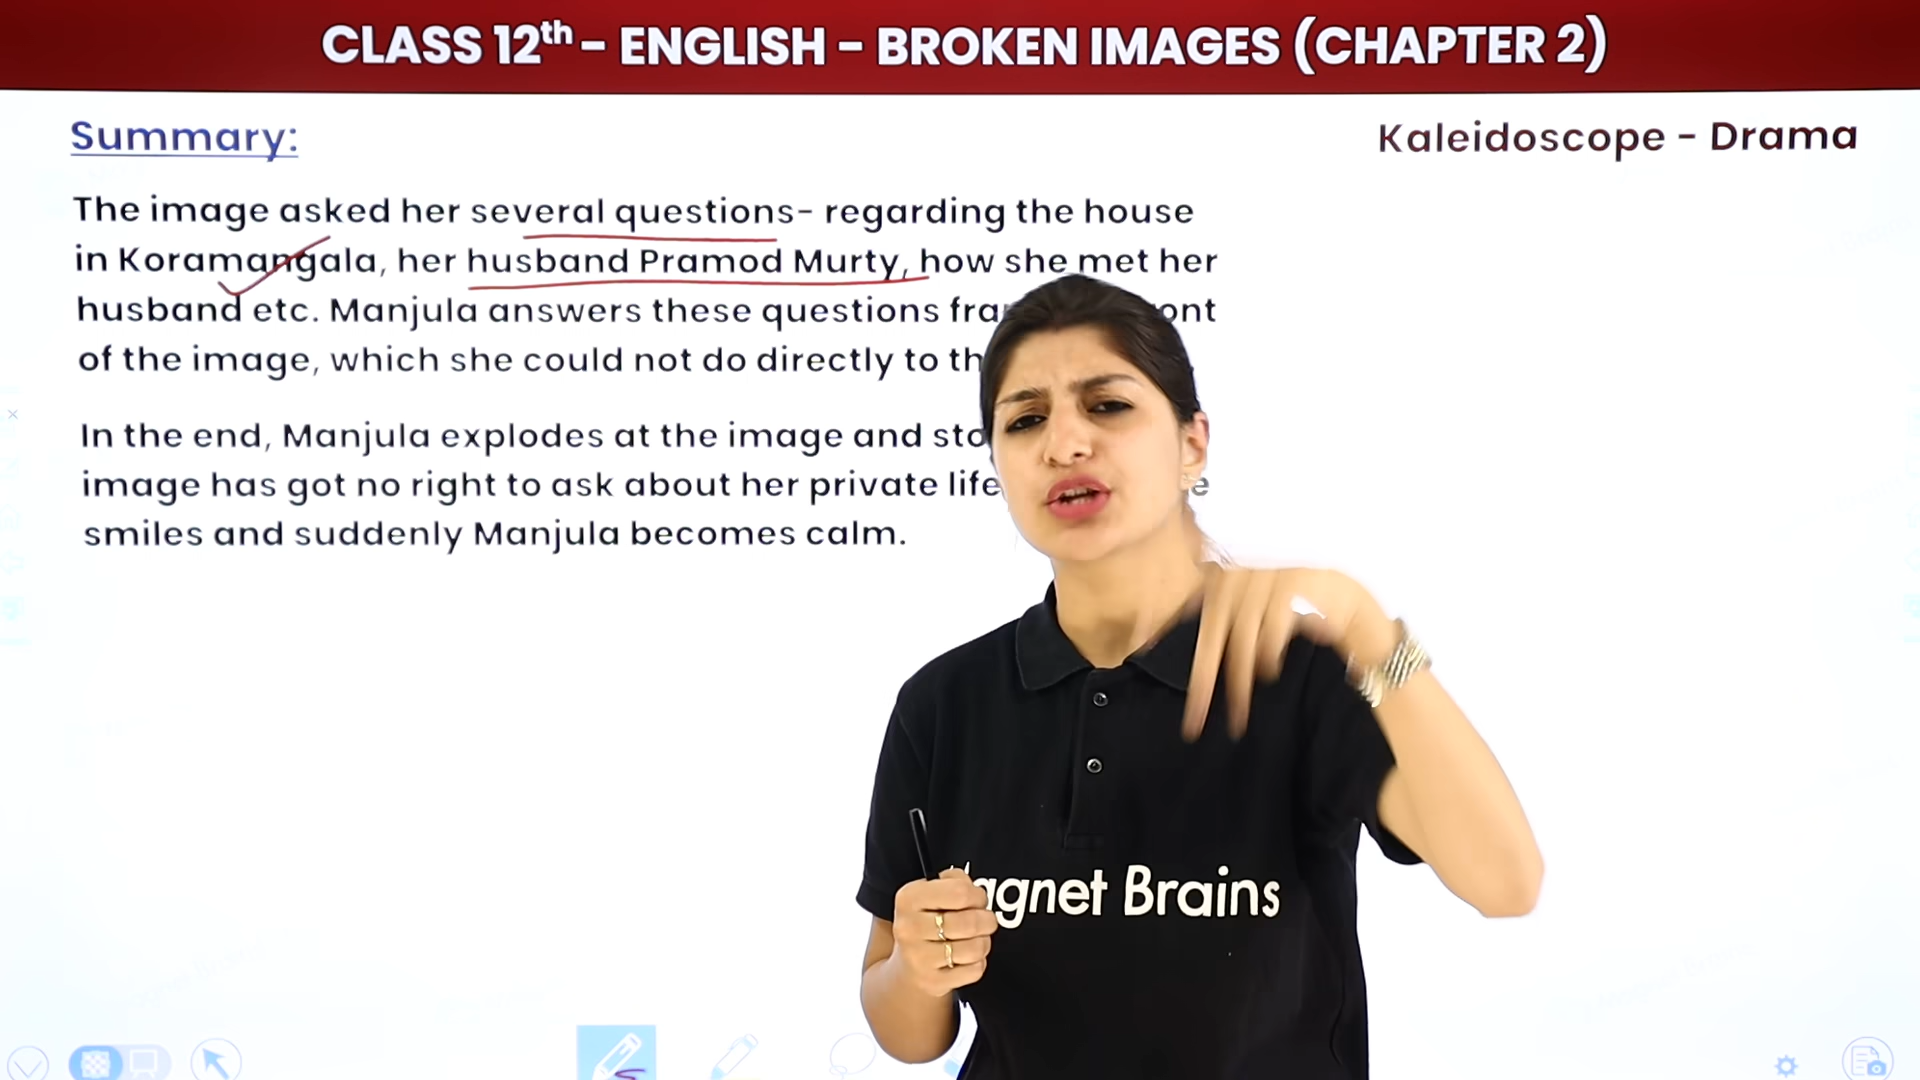 CLASS 12th - ENGLISH - BROKEN IMAGES (CHAPTER 2)
Summary:
Kaleidoscope - Drama
The image asked her several questions- regarding the house
in Koramangala, her husband Pramod Murty, how she met her
husband etc. Manjula answers these questions
of the image, which she could not do directly to
In the end, Manjula explodes at the image and
image has got no right to ask about her private life
smiles and suddenly Manjula becomes calm.
Magnet Brains